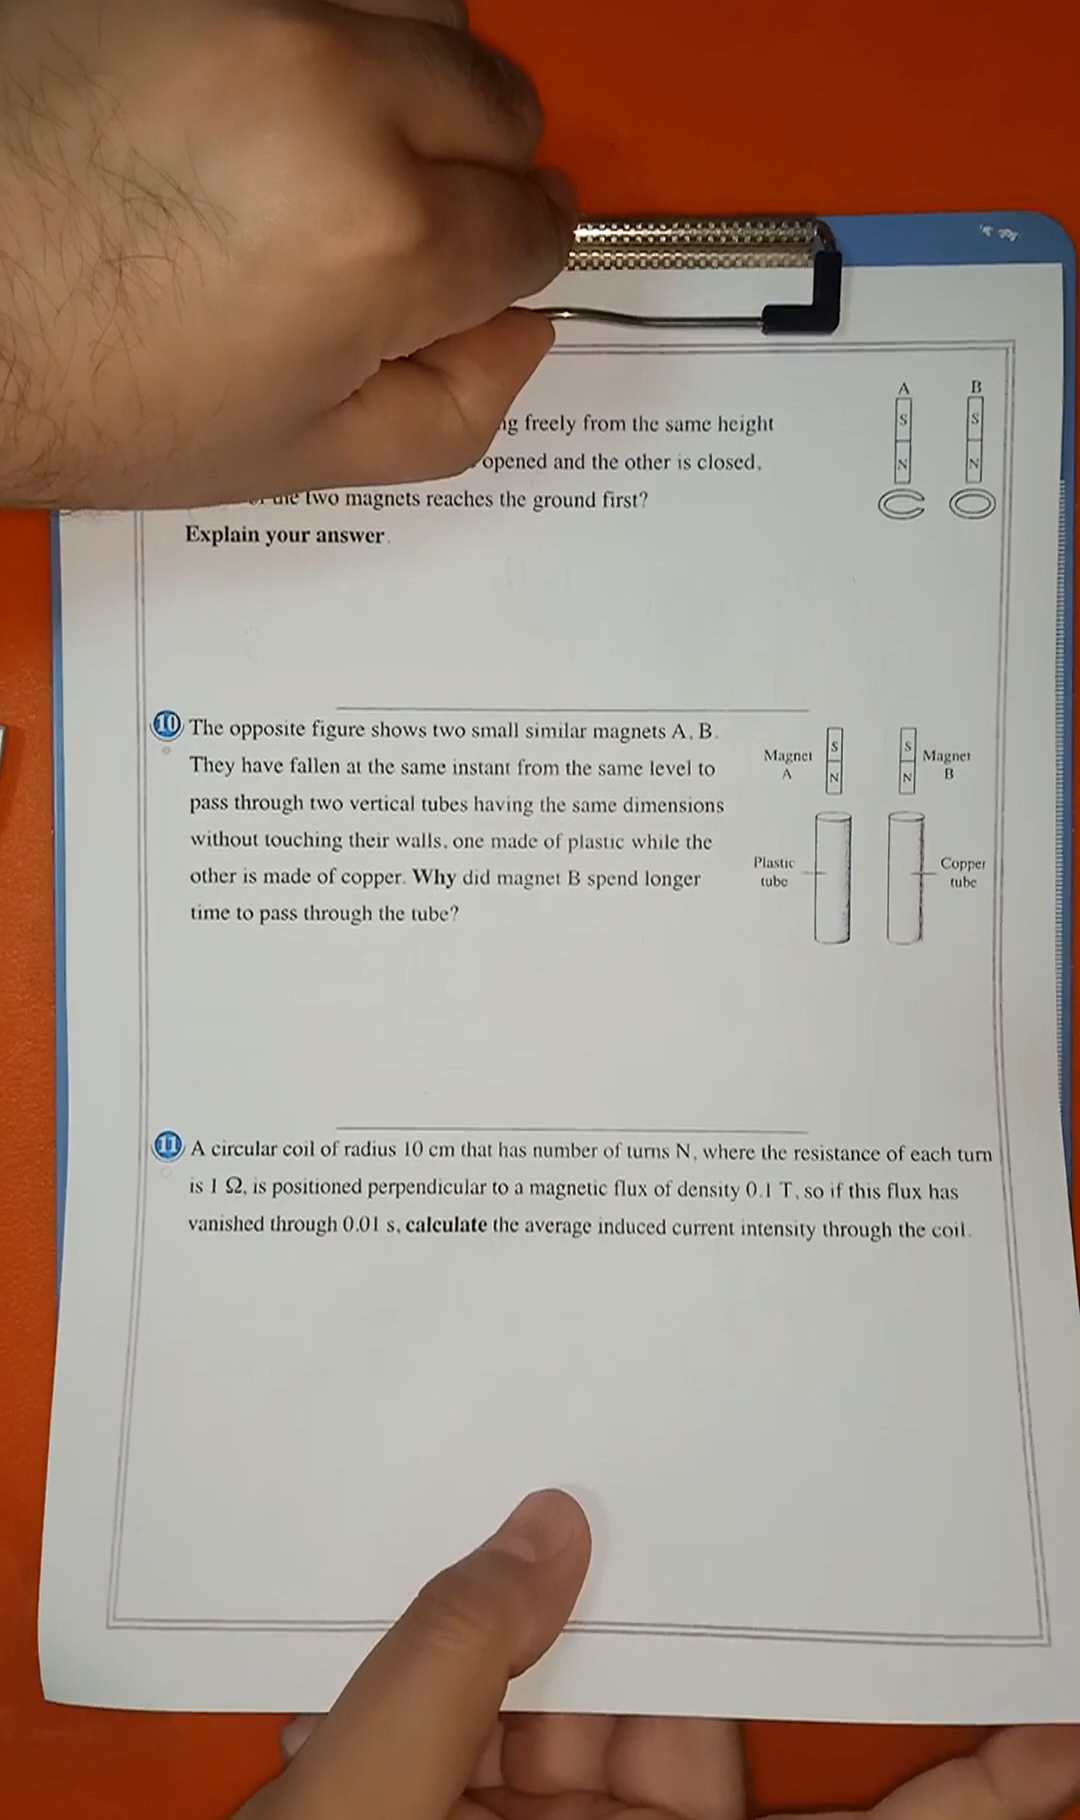 A
B
freely from the same height
S
S
opened and the other is closed,
N
N
two magnets reaches the ground first?
Explain your answer.
10 The opposite figure shows two small similar magnets A, B.
They have fallen at the same instant from the same level to
pass through two vertical tubes having the same dimensions
without touching their walls, one made of plastic while the
other is made of copper. Why did magnet B spend longer
time to pass through the tube?
Magnet
A
S
N
S
N
Magnet
B
Plastic
tube
Copper
tube
11 A circular coil of radius 10 cm that has number of turns N, where the resistance of each turn
is 1 Ω, is positioned perpendicular to a magnetic flux of density 0.1 T, so if this flux has
vanished through 0.01 s, calculate the average induced current intensity through the coil.